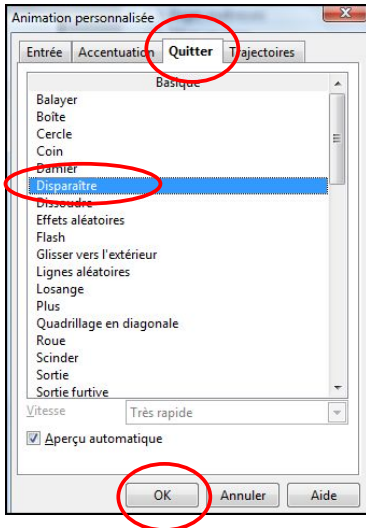 Animation personnalisée
Entrée Accentuation Quitter Trajectoires
Basique
Balayer
Boîte
Cercle
Coin
Damier
Disparaître
Dissoudre
Effets aléatoires
Flash
Glisser vers l'extérieur
Lignes aléatoires
Losange
Plus
Quadrillage en diagonale
Roue
Scinder
Sortie
Sortie furtive
Vitesse Très rapide
Aperçu automatique
OK Annuler Aide